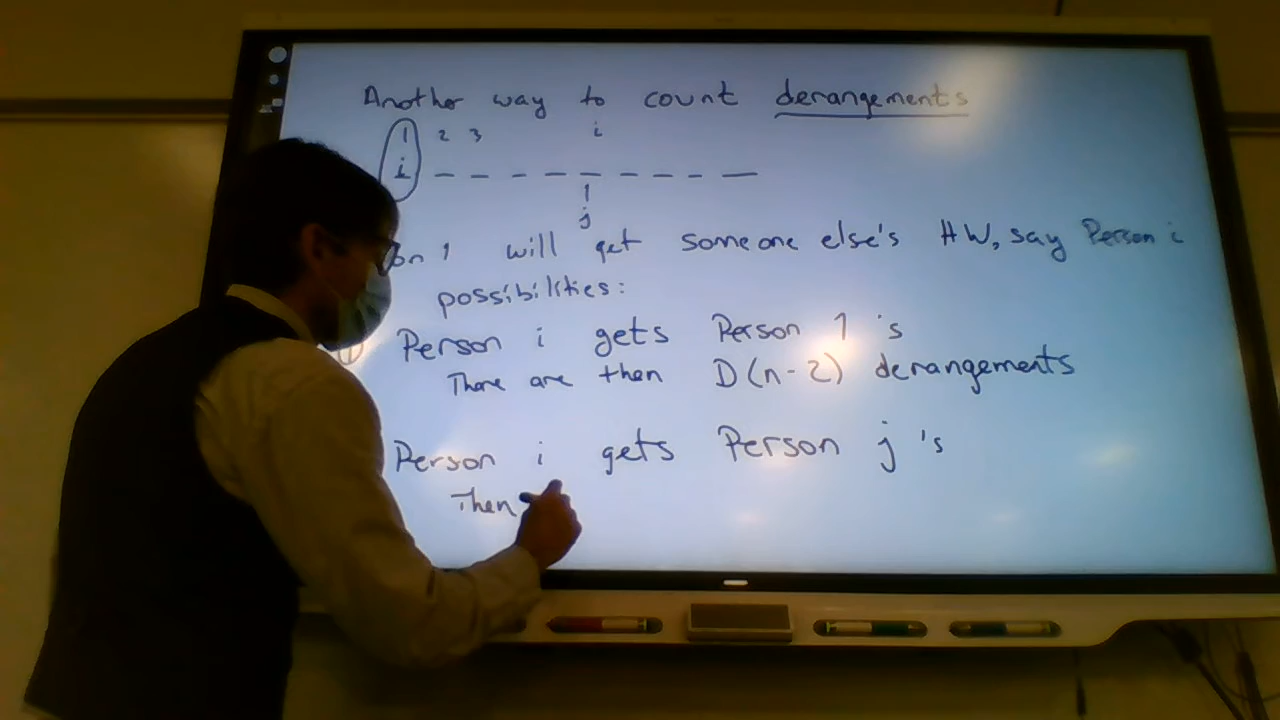 Another way to count derangements
1 2 3 i
i _ _ _ _ _ _ _ _
1
j
on 1 will get someone else's HW, say Person i
possibilities:
Person i gets Person 1's
There are then D(n-2) derangements
Person i gets Person j's
Then